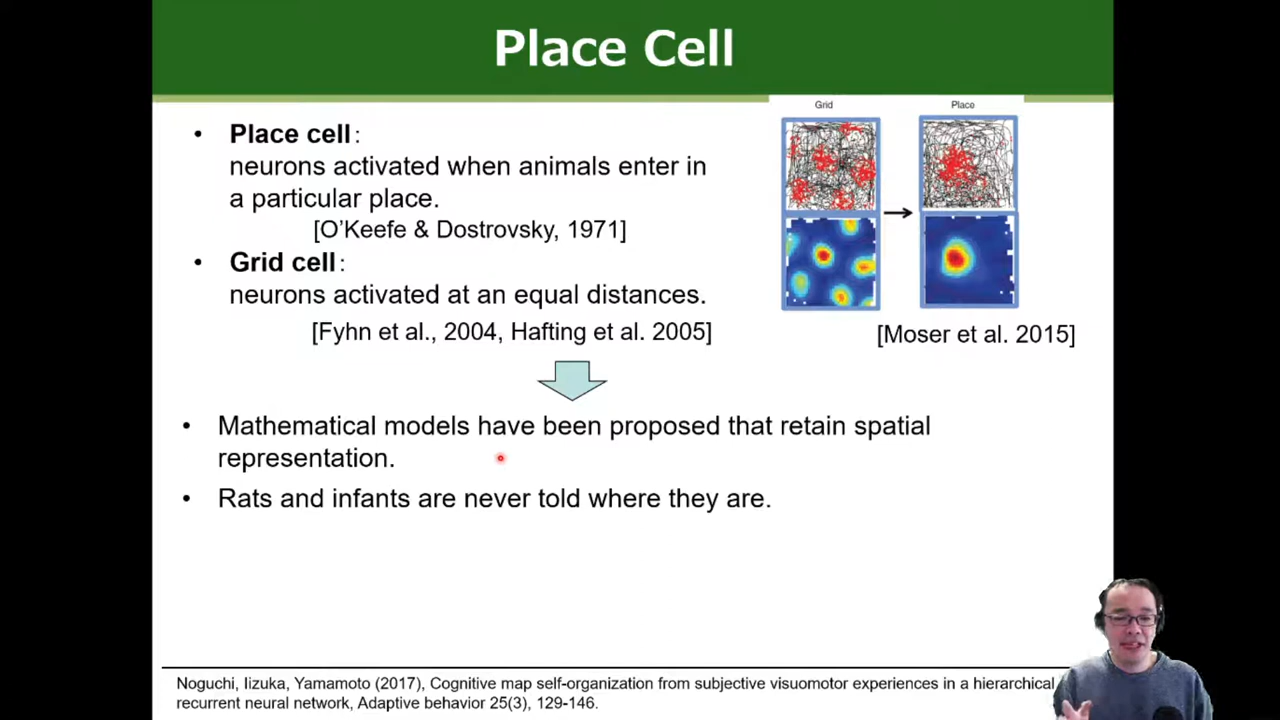 Place Cell
• Place cell:
neurons activated when animals enter in
a particular place.
[O'Keefe & Dostrovsky, 1971]
• Grid cell:
neurons activated at an equal distances.
[Fyhn et al., 2004, Hafting et al. 2005]
Grid
Place
[Moser et al. 2015]
• Mathematical models have been proposed that retain spatial
representation.
• Rats and infants are never told where they are.
Noguchi, Iizuka, Yamamoto (2017), Cognitive map self-organization from subjective visuomotor experiences in a hierarchical
recurrent neural network, Adaptive behavior 25(3), 129-146.